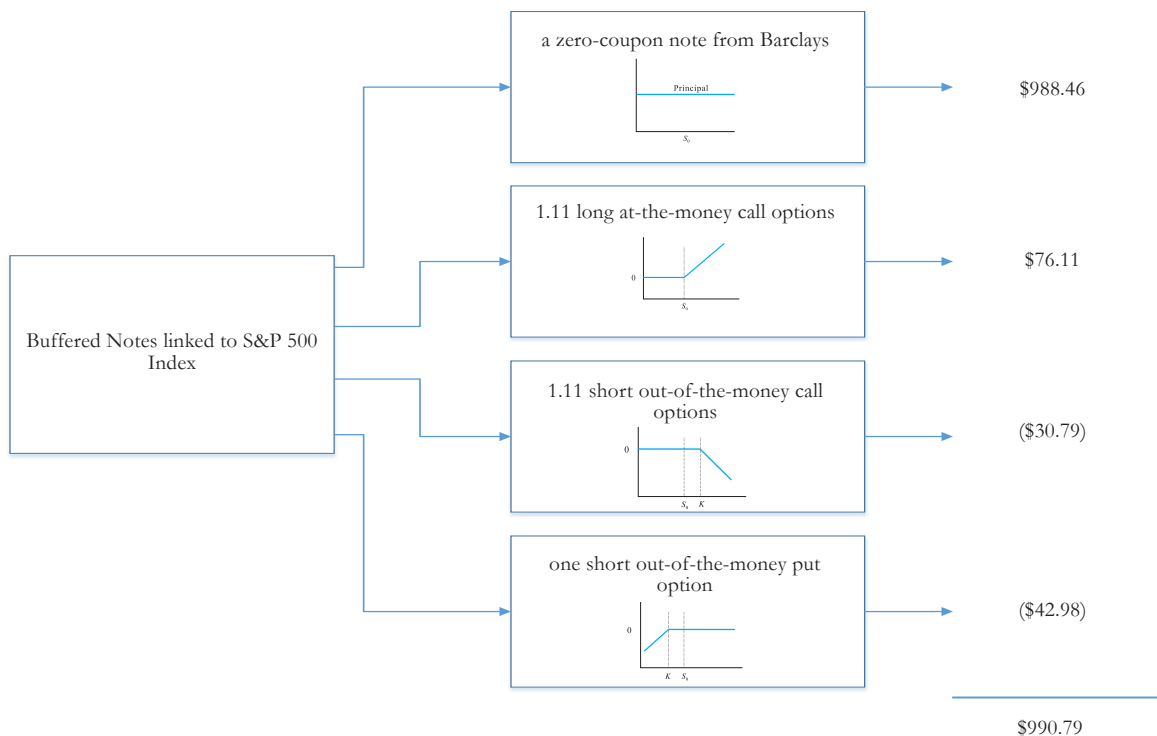 a zero-coupon note from Barclays
Principal
S₀
$988.46
1.11 long at-the-money call options
0
S₀
$76.11
Buffered Notes linked to S&P 500
Index
1.11 short out-of-the-money call
options
0
S₀ K
($30.79)
one short out-of-the-money put
option
0
K S₀
($42.98)
$990.79